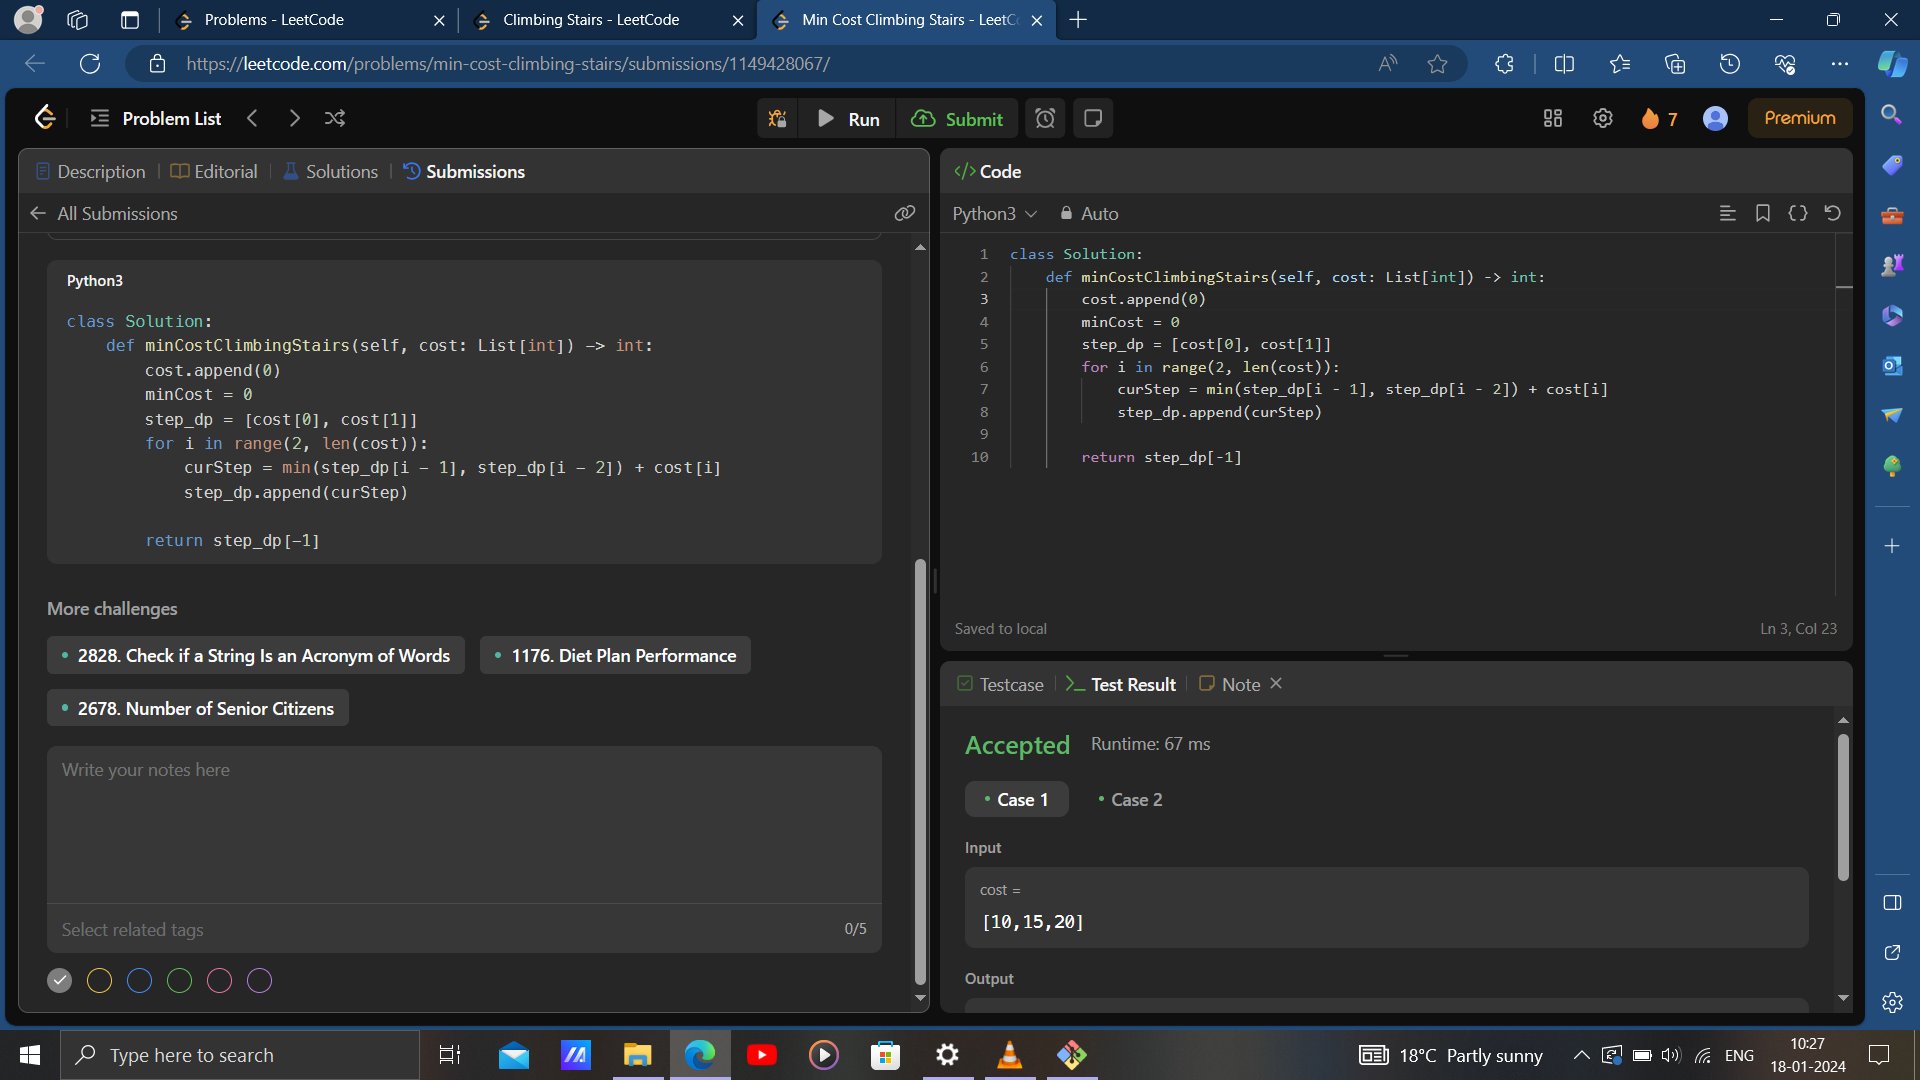 Problems - LeetCode
Climbing Stairs - LeetCode
Min Cost Climbing Stairs - LeetC
https://leetcode.com/problems/min-cost-climbing-stairs/submissions/1149428067/
Problem List
Run
Submit
7
Premium
Description
Editorial
Solutions
Submissions
All Submissions
Python3
class Solution:
    def minCostClimbingStairs(self, cost: List[int]) -> int:
        cost.append(0)
        minCost = 0
        step_dp = [cost[0], cost[1]]
        for i in range(2, len(cost)):
            curStep = min(step_dp[i - 1], step_dp[i - 2]) + cost[i]
            step_dp.append(curStep)
        return step_dp[-1]
More challenges
2828. Check if a String Is an Acronym of Words
1176. Diet Plan Performance
2678. Number of Senior Citizens
Write your notes here
Select related tags
0/5
</> Code
Python3
Auto
1 class Solution:
2     def minCostClimbingStairs(self, cost: List[int]) -> int:
3         cost.append(0)
4         minCost = 0
5         step_dp = [cost[0], cost[1]]
6         for i in range(2, len(cost)):
7             curStep = min(step_dp[i - 1], step_dp[i - 2]) + cost[i]
8             step_dp.append(curStep)
9
10         return step_dp[-1]
Saved to local
Ln 3, Col 23
Testcase
Test Result
Note
Accepted
Runtime: 67 ms
Case 1
Case 2
Input
cost =
[10,15,20]
Output
Type here to search
18°C Partly sunny
ENG
10:27
18-01-2024